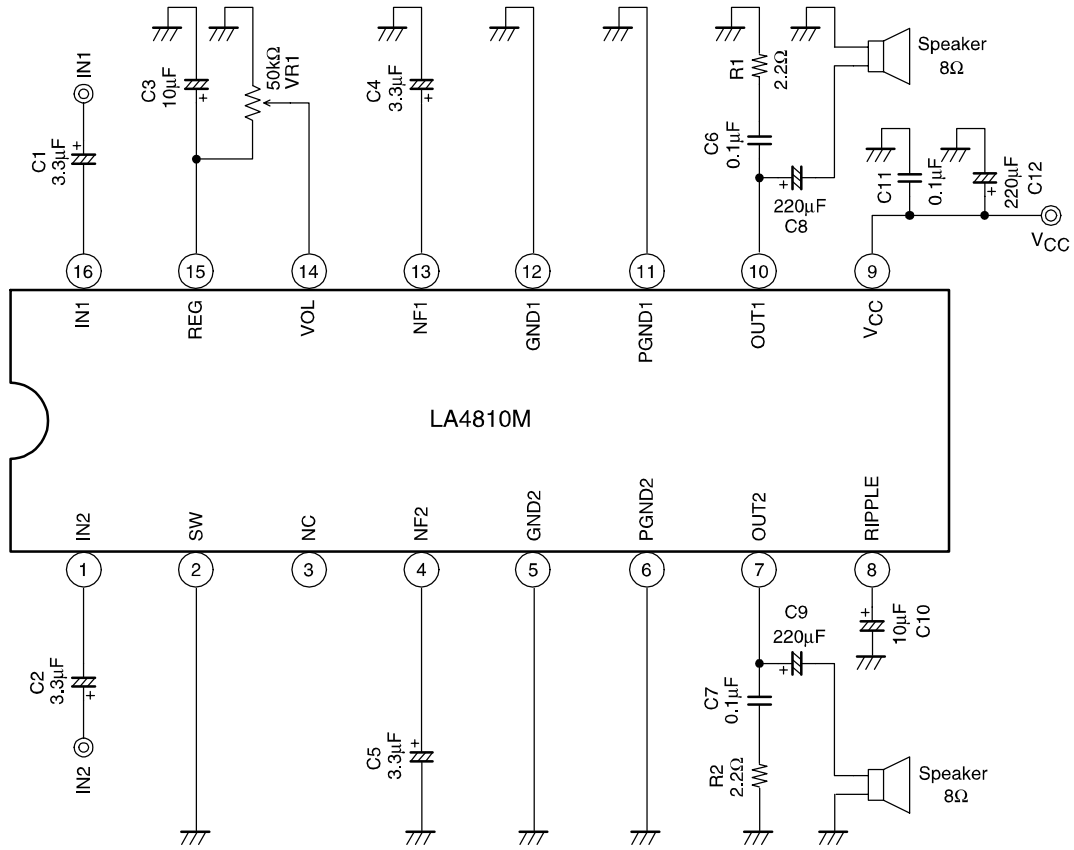 IN1
C1
3.3µF
C3
10µF
50kΩ
VR1
C4
3.3µF
R1
2.2Ω
C6
0.1µF
220µF
C8
Speaker
8Ω
C11
0.1µF
220µF
C12
VCC
+
+
+
+
+
16
15
14
13
12
11
10
9
IN1
REG
VOL
NF1
GND1
PGND1
OUT1
VCC
LA4810M
IN2
SW
NC
NF2
GND2
PGND2
OUT2
RIPPLE
1
2
3
4
5
6
7
8
C2
3.3µF
+
IN2
C5
3.3µF
+
C9
220µF
+
C7
0.1µF
R2
2.2Ω
+
10µF
C10
Speaker
8Ω